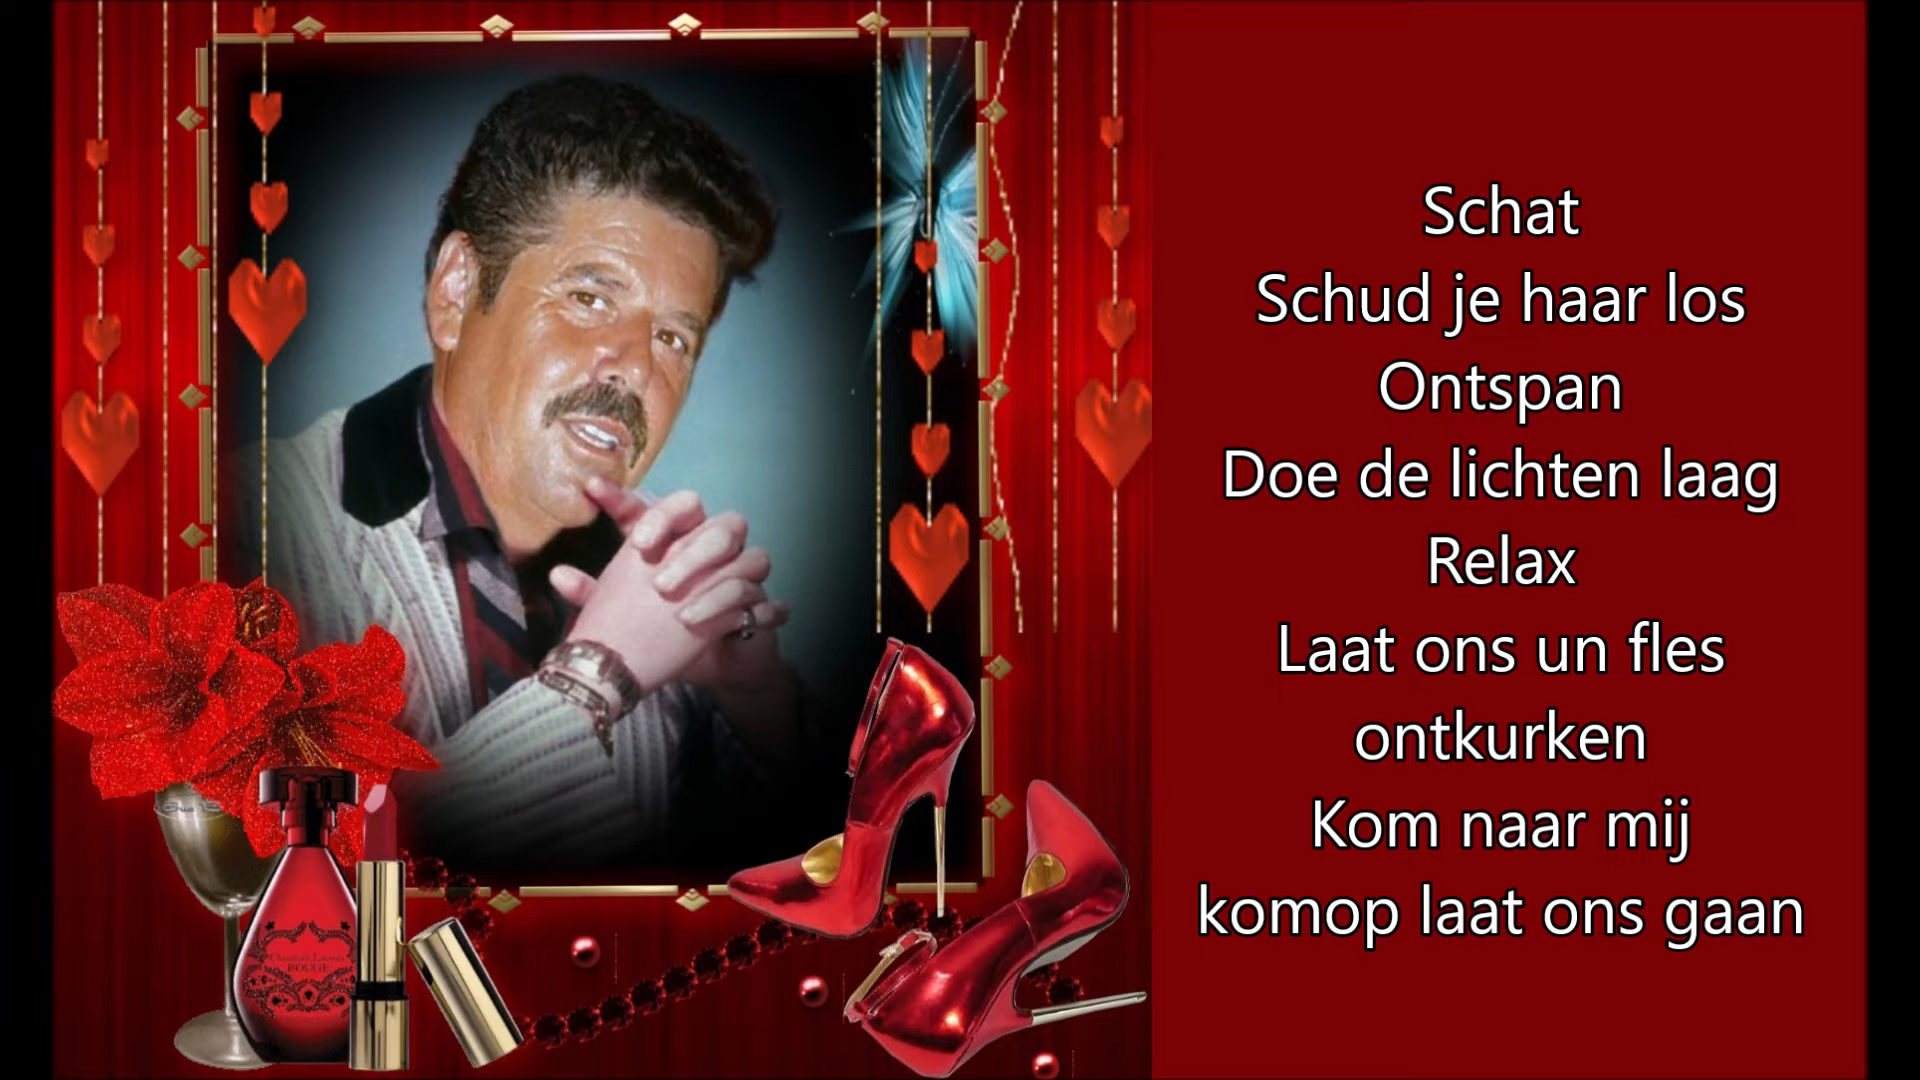 Schat
Schud je haar los
Ontspan
Doe de lichten laag
Relax
Laat ons un fles
ontkurken
Kom naar mij
komop laat ons gaan
ROUGE